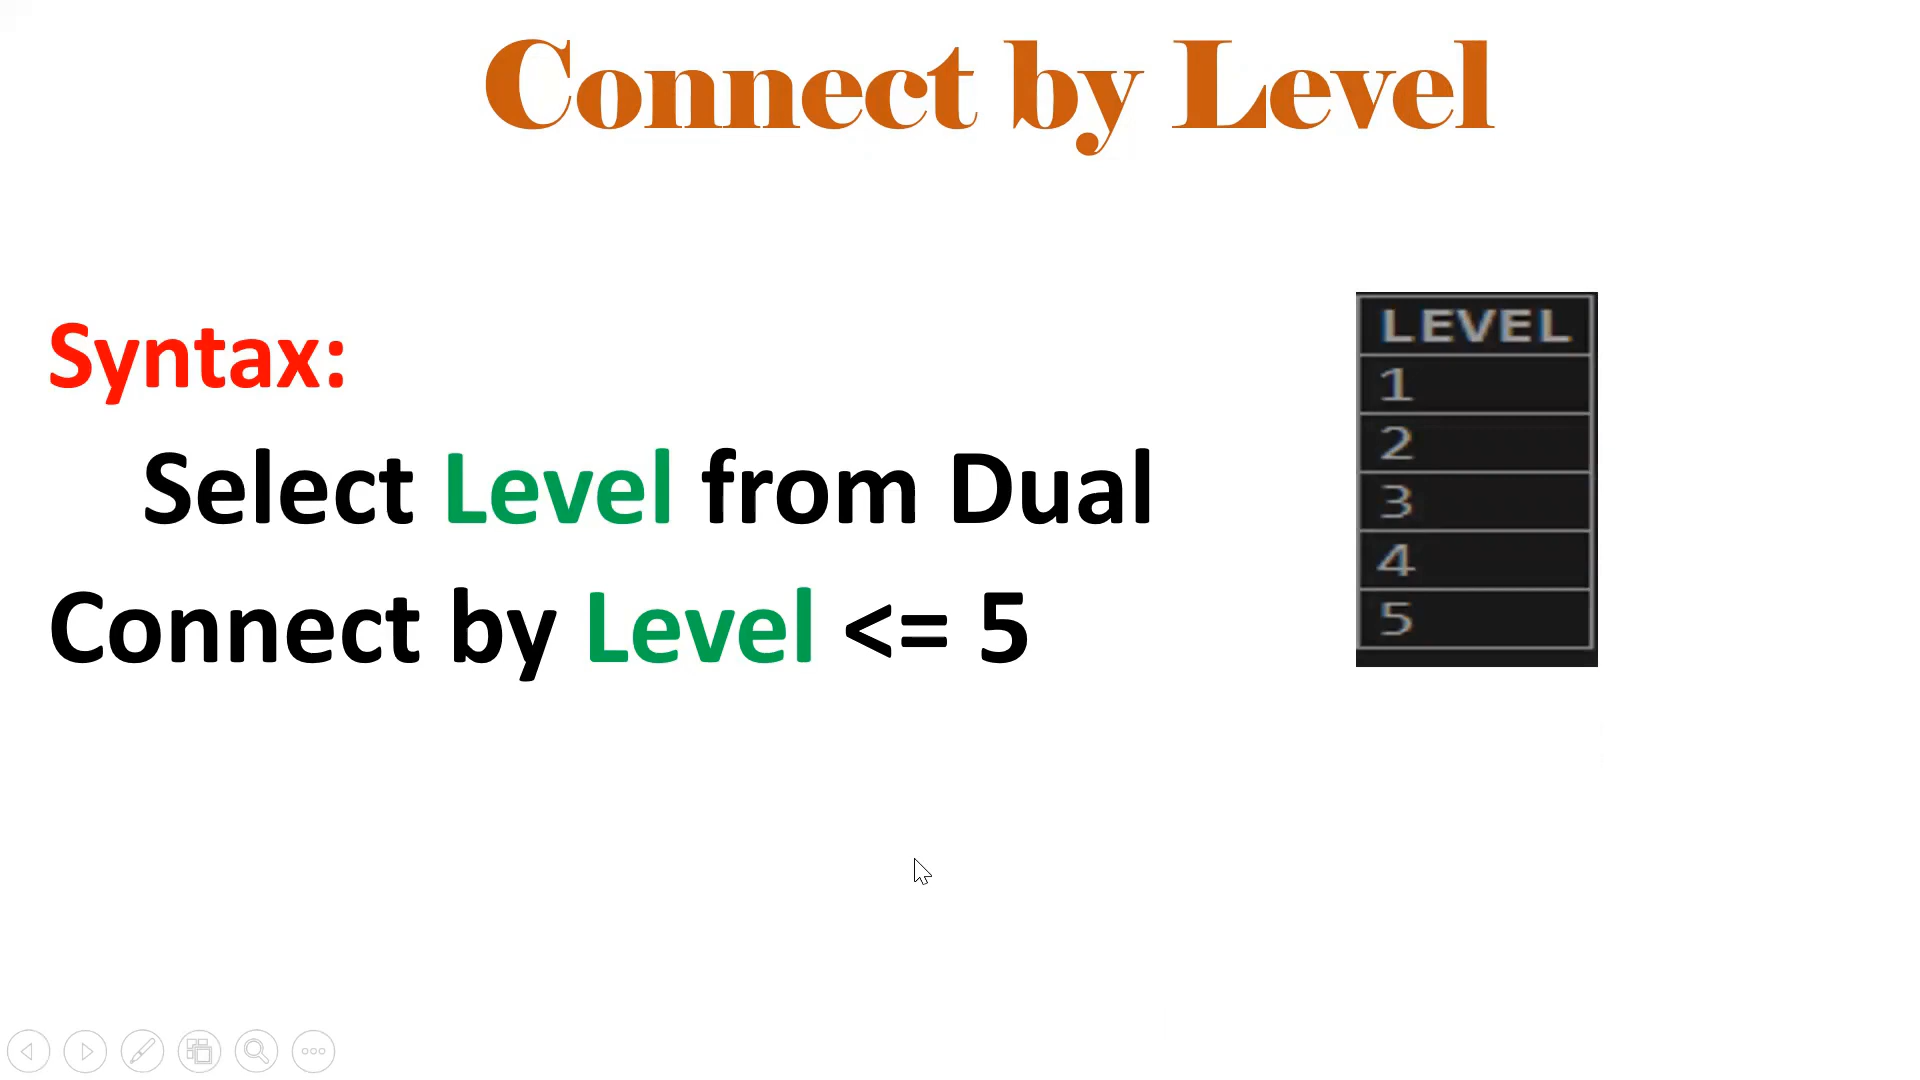 Connect by Level
Syntax:
Select Level from Dual
Connect by Level <= 5
LEVEL
1
2
3
4
5